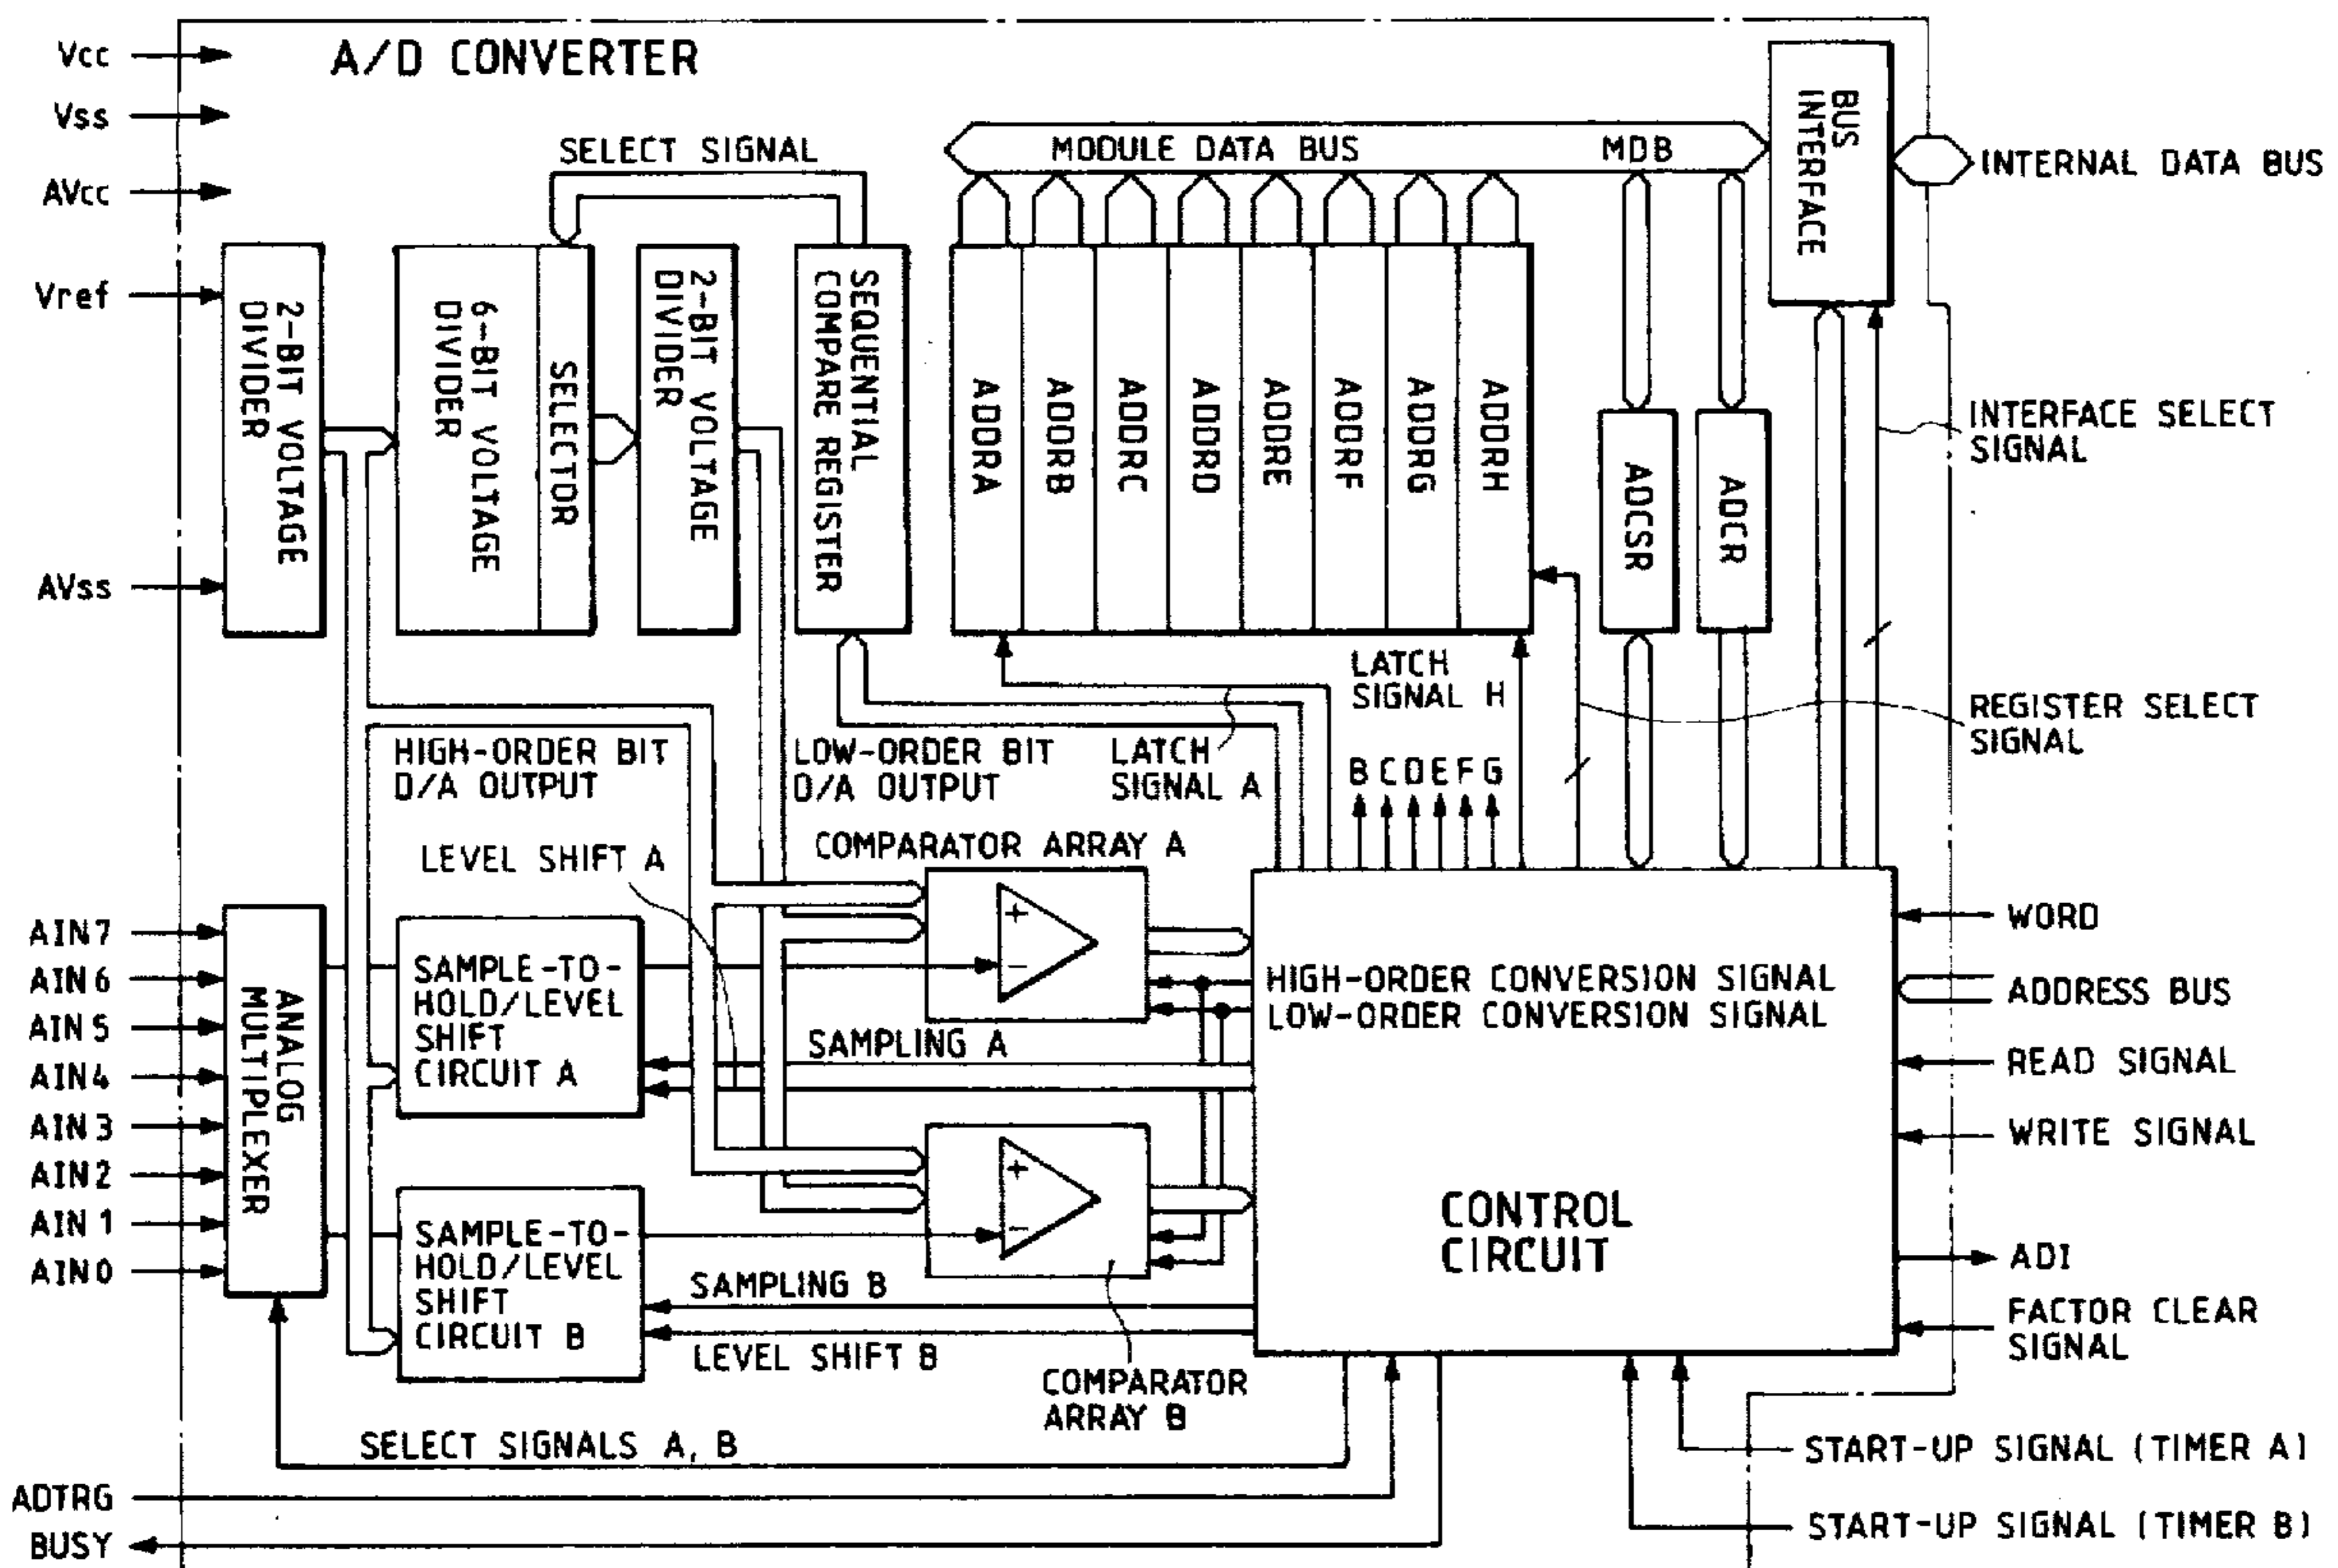 A/D CONVERTER
Vcc
Vss
AVcc
Vref
AVss
SELECT SIGNAL
MODULE DATA BUS
MDB
BUS
INTERFACE
INTERNAL DATA BUS
2-BIT VOLTAGE
DIVIDER
6-BIT VOLTAGE
DIVIDER
SELECTOR
2-BIT VOLTAGE
DIVIDER
SEQUENTIAL
COMPARE REGISTER
ADDRA
ADDRB
ADDRC
ADDRD
ADDRE
ADDRF
ADDRG
ADDRH
ADCSR
ADCR
INTERFACE SELECT
SIGNAL
LATCH
SIGNAL H
REGISTER SELECT
SIGNAL
HIGH-ORDER BIT
D/A OUTPUT
LOW-ORDER BIT
D/A OUTPUT
LATCH
SIGNAL A
B C D E F G
LEVEL SHIFT A
COMPARATOR ARRAY A
AIN7
AIN6
AIN5
AIN4
AIN3
AIN2
AIN1
AIN0
ANALOG
MULTIPLEXER
SAMPLE-TO-
HOLD/LEVEL
SHIFT
CIRCUIT A
+
−
HIGH-ORDER CONVERSION SIGNAL
LOW-ORDER CONVERSION SIGNAL
SAMPLING A
WORD
ADDRESS BUS
READ SIGNAL
WRITE SIGNAL
SAMPLE-TO-
HOLD/LEVEL
SHIFT
CIRCUIT B
+
−
CONTROL
CIRCUIT
ADI
FACTOR CLEAR
SIGNAL
SAMPLING B
LEVEL SHIFT B
COMPARATOR
ARRAY B
SELECT SIGNALS A, B
START-UP SIGNAL (TIMER A)
ADTRG
START-UP SIGNAL (TIMER B)
BUSY